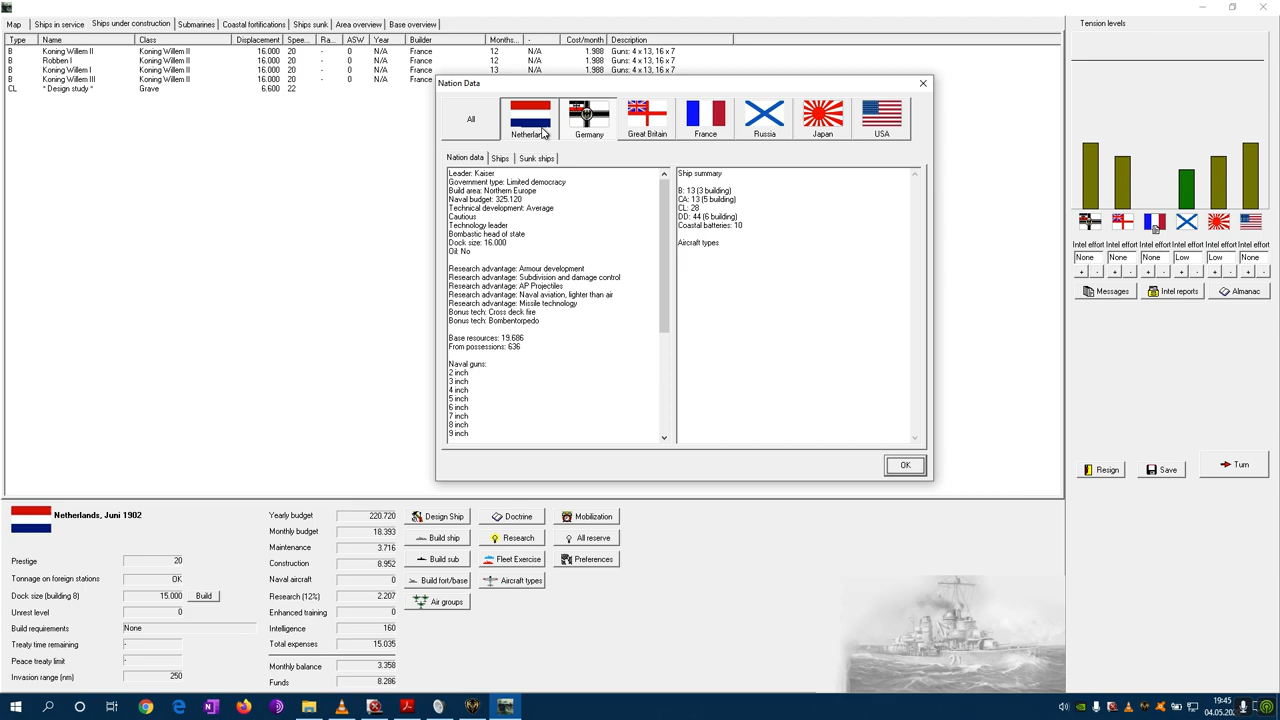 Map Ships in service Ships under construction Submarines Coastal fortifications Ships sunk Area overview Base overview
Type Name Class Displacement Spee... Ra... ASW Year Builder Months... - Cost/month Description
B Koning Willem II Koning Willem II 16.000 20 - 0 N/A France 12 N/A 1.988 Guns: 4 x 13, 16 x 7
B Robben I Koning Willem II 16.000 20 - 0 N/A France 12 N/A 1.988 Guns: 4 x 13, 16 x 7
B Koning Willem I Koning Willem II 16.000 20 - 0 N/A France 13 N/A 1.988 Guns: 4 x 13, 16 x 7
B Koning Willem III Koning Willem II 16.000 20 - 0 N/A France
CL * Design study * Grave 6.600 22
Nation Data
All Netherlands Germany Great Britain France Russia Japan USA
Nation data Ships Sunk ships
Leader: Kaiser
Government type: Limited democracy
Build area: Northern Europe
Naval budget: 325.120
Technical development: Average
Cautious
Technology leader
Bombastic head of state
Dock size: 16.000
Oil: No
Research advantage: Armour development
Research advantage: Subdivision and damage control
Research advantage: AP Projectiles
Research advantage: Naval aviation, lighter than air
Research advantage: Missile technology
Bonus tech: Cross deck fire
Bonus tech: Bombentorpedo
Base resources: 19.686
From possessions: 636
Naval guns:
2 inch
3 inch
4 inch
5 inch
6 inch
7 inch
8 inch
9 inch
Ship summary
B: 13 (3 building)
CA: 13 (5 building)
CL: 28
DD: 44 (6 building)
Coastal batteries: 10
Aircraft types
OK
Tension levels
Intel effort Intel effort Intel effort Intel effort Intel effort Intel effort
None None None Low Low None
+ - + - + - + - + - + -
Messages Intel reports Almanac
Resign Save Turn
Netherlands, Juni 1902
Prestige 20
Tonnage on foreign stations OK
Dock size (building 8) 15.000 Build
Unrest level 0
Build requirements None
Treaty time remaining -
Peace treaty limit -
Invasion range (nm) 250
Yearly budget 220.720
Monthly budget 18.393
Maintenance 3.716
Construction 8.952
Naval aircraft 0
Research (12%) 2.207
Enhanced training 0
Intelligence 160
Total expenses 15.035
Monthly balance 3.358
Funds 8.286
Design Ship Doctrine Mobilization
Build ship Research All reserve
Build sub Fleet Exercise Preferences
Build fort/base Aircraft types
Air groups
19:45